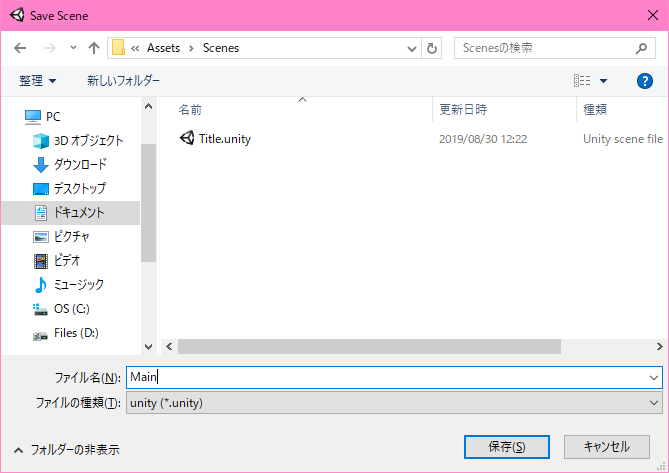 Save Scene
« Assets › Scenes
Scenesの検索
整理
新しいフォルダー
名前 更新日時 種類
PC
3D オブジェクト
Title.unity 2019/08/30 12:22 Unity scene file
ダウンロード
デスクトップ
ドキュメント
ピクチャ
ビデオ
ミュージック
OS (C:)
Files (D:)
ファイル名(N): Main
ファイルの種類(T): unity (*.unity)
フォルダーの非表示
保存(S)
キャンセル